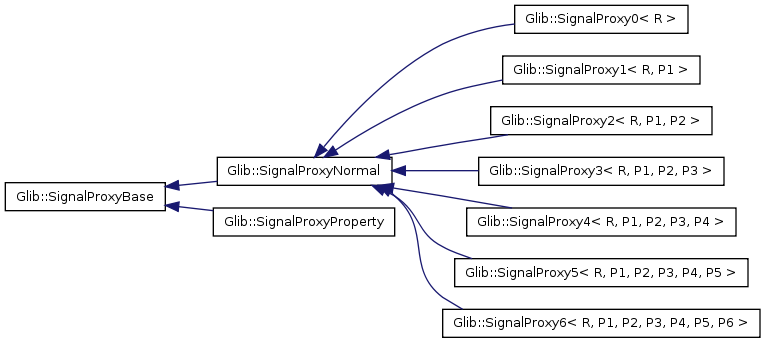 Glib::SignalProxy0< R >
Glib::SignalProxy1< R, P1 >
Glib::SignalProxy2< R, P1, P2 >
Glib::SignalProxyNormal
Glib::SignalProxy3< R, P1, P2, P3 >
Glib::SignalProxyBase
Glib::SignalProxyProperty
Glib::SignalProxy4< R, P1, P2, P3, P4 >
Glib::SignalProxy5< R, P1, P2, P3, P4, P5 >
Glib::SignalProxy6< R, P1, P2, P3, P4, P5, P6 >